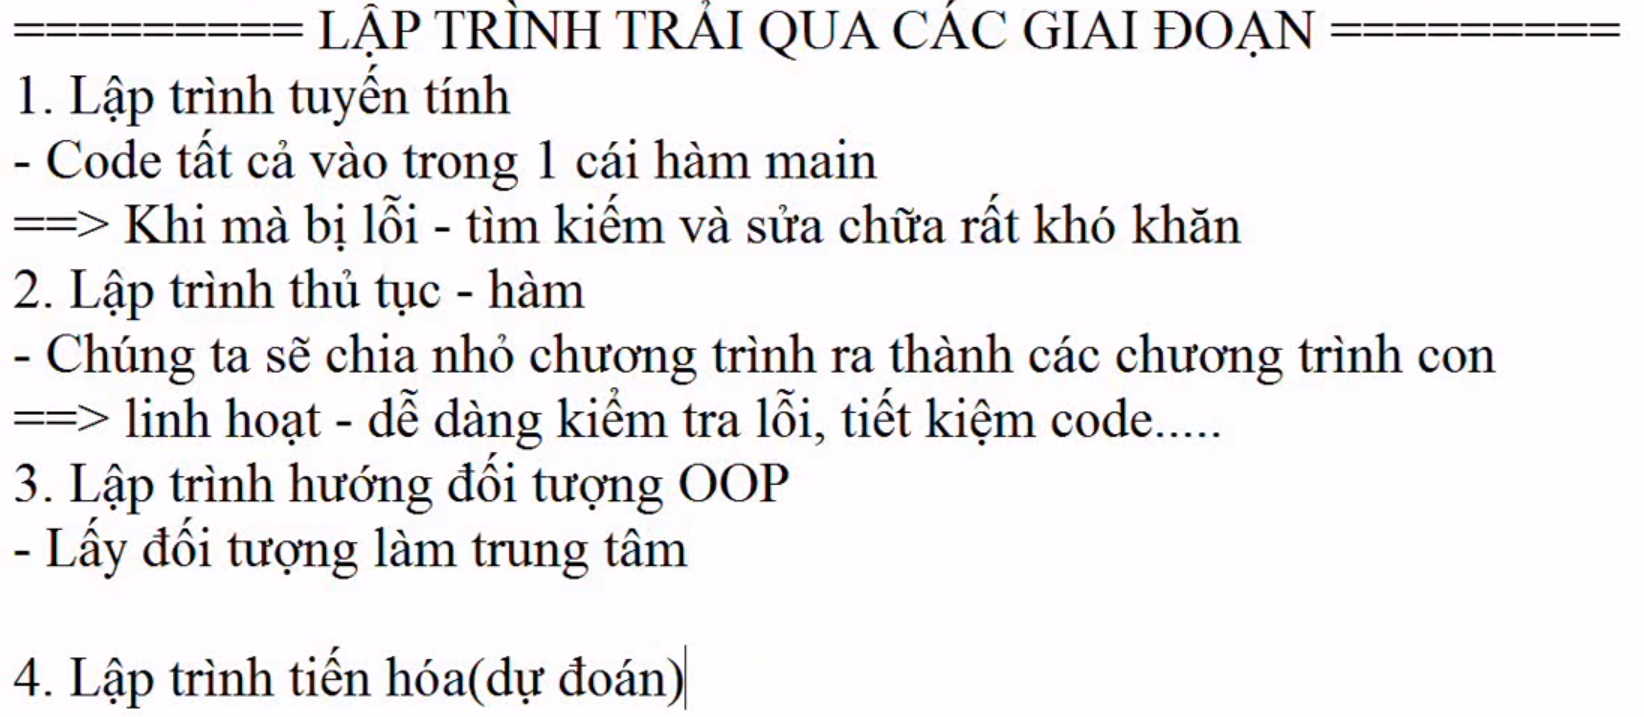 ========= LẬP TRÌNH TRẢI QUA CÁC GIAI ĐOẠN =========
1. Lập trình tuyến tính
- Code tất cả vào trong 1 cái hàm main
==> Khi mà bị lỗi - tìm kiếm và sửa chữa rất khó khăn
2. Lập trình thủ tục - hàm
- Chúng ta sẽ chia nhỏ chương trình ra thành các chương trình con
==> linh hoạt - dễ dàng kiểm tra lỗi, tiết kiệm code.....
3. Lập trình hướng đối tượng OOP
- Lấy đối tượng làm trung tâm
4. Lập trình tiến hóa(dự đoán)